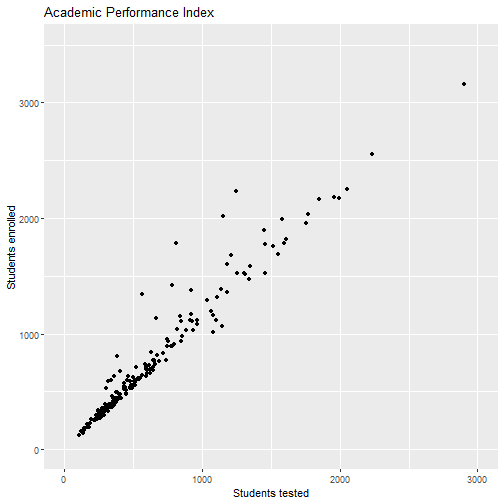 Academic Performance Index
Students enrolled
3000
2000
1000
0
0 1000 2000 3000
Students tested